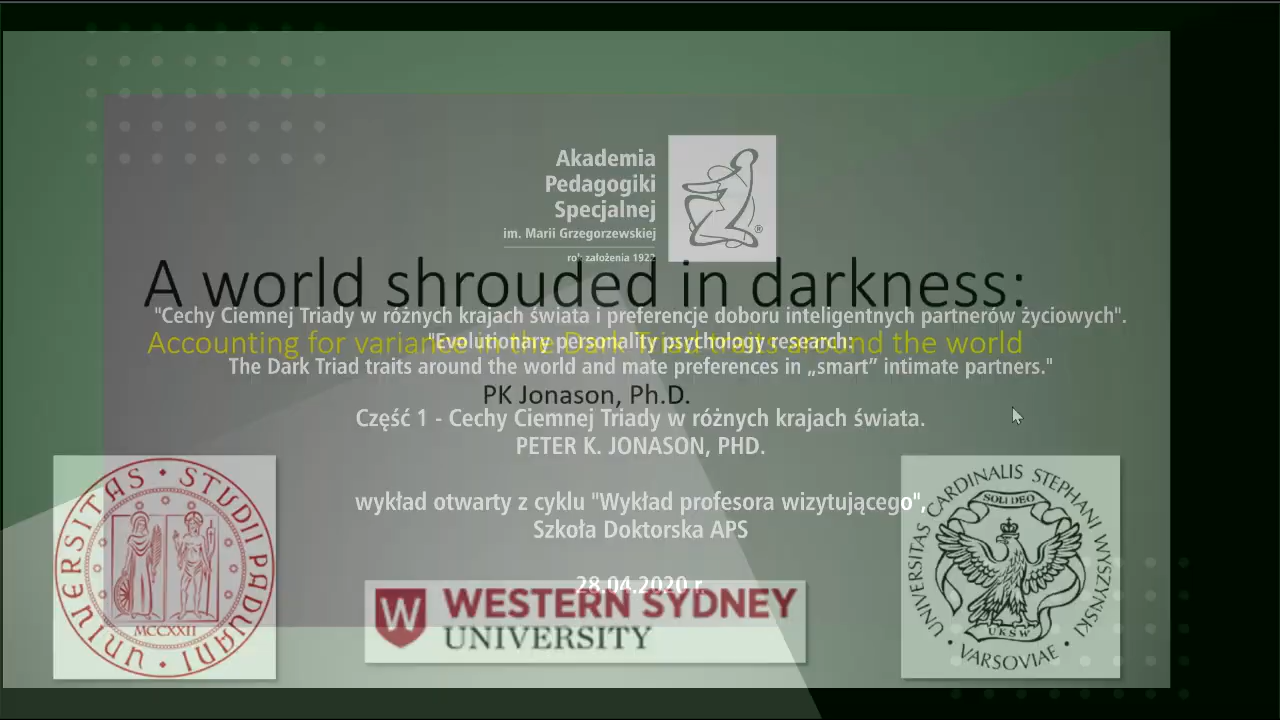 Akademia
Pedagogiki
Specjalnej
im. Marii Grzegorzewskiej
rok założenia 1922
®
A world shrouded in darkness:
"Cechy Ciemnej Triady w różnych krajach świata i preferencje doboru inteligentnych partnerów życiowych".
Accounting for variance in the Dark Triad traits around the world
"Evolutionary personality psychology research:
The Dark Triad traits around the world and mate preferences in „smart” intimate partners."
PK Jonason, Ph.D.
Część 1 - Cechy Ciemnej Triady w różnych krajach świata.
PETER K. JONASON, PHD.
wykład otwarty z cyklu "Wykład profesora wizytującego",
Szkoła Doktorska APS
28.04.2020 r.
UNIVERSITAS STUDII PADUANI
MCCXXII
W WESTERN SYDNEY
UNIVERSITY
UNIVERSITAS CARDINALIS STEPHANI WYSZYŃSKI
SOLI DEO
UKSW
VARSOVIAE